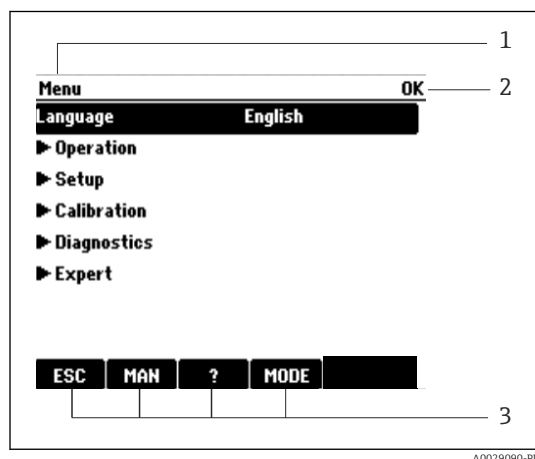 1
Menu OK 2
Language English
Operation
Setup
Calibration
Diagnostics
Expert
ESC MAN ? MODE
3